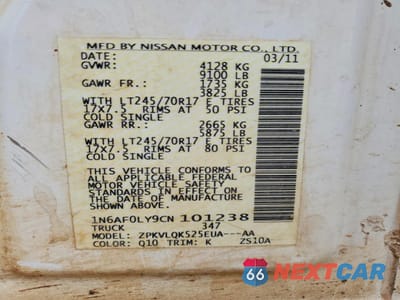 MFD BY NISSAN MOTOR CO., LTD.
DATE: 03/11
GVWR: 4128 KG
9100 LB
GAWR FR.: 1735 KG
3825 LB
WITH LT245/70R17 E TIRES
17X7.5 RIMS AT 50 PSI
COLD SINGLE
GAWR RR.: 2665 KG
5875 LB
WITH LT245/70R17 E TIRES
17X7.5 RIMS AT 80 PSI
COLD SINGLE
THIS VEHICLE CONFORMS TO
ALL APPLICABLE FEDERAL
MOTOR VEHICLE SAFETY
STANDARDS IN EFFECT ON
THE DATE OF MANUFACTURE
SHOWN ABOVE.
1N6AF0LY9CN 101238
TRUCK 347
MODEL: ZPKVLQK525EUA---AA
COLOR: Q10 TRIM: K ZS10A
66 NEXTCAR